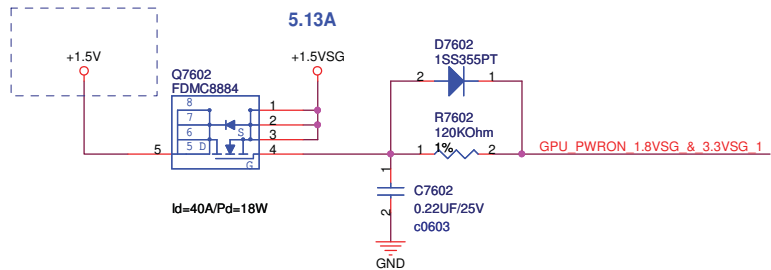 5.13A
+1.5V
+1.5VSG
Q7602
FDMC8884
8
7
6
5 D
S
G
5
1
2
3
4
Id=40A/Pd=18W
D7602
1SS355PT
2
1
R7602
120KOhm
1
1%
2
GPU_PWRON_1.8VSG_&_3.3VSG_1
1
C7602
0.22UF/25V
c0603
2
GND